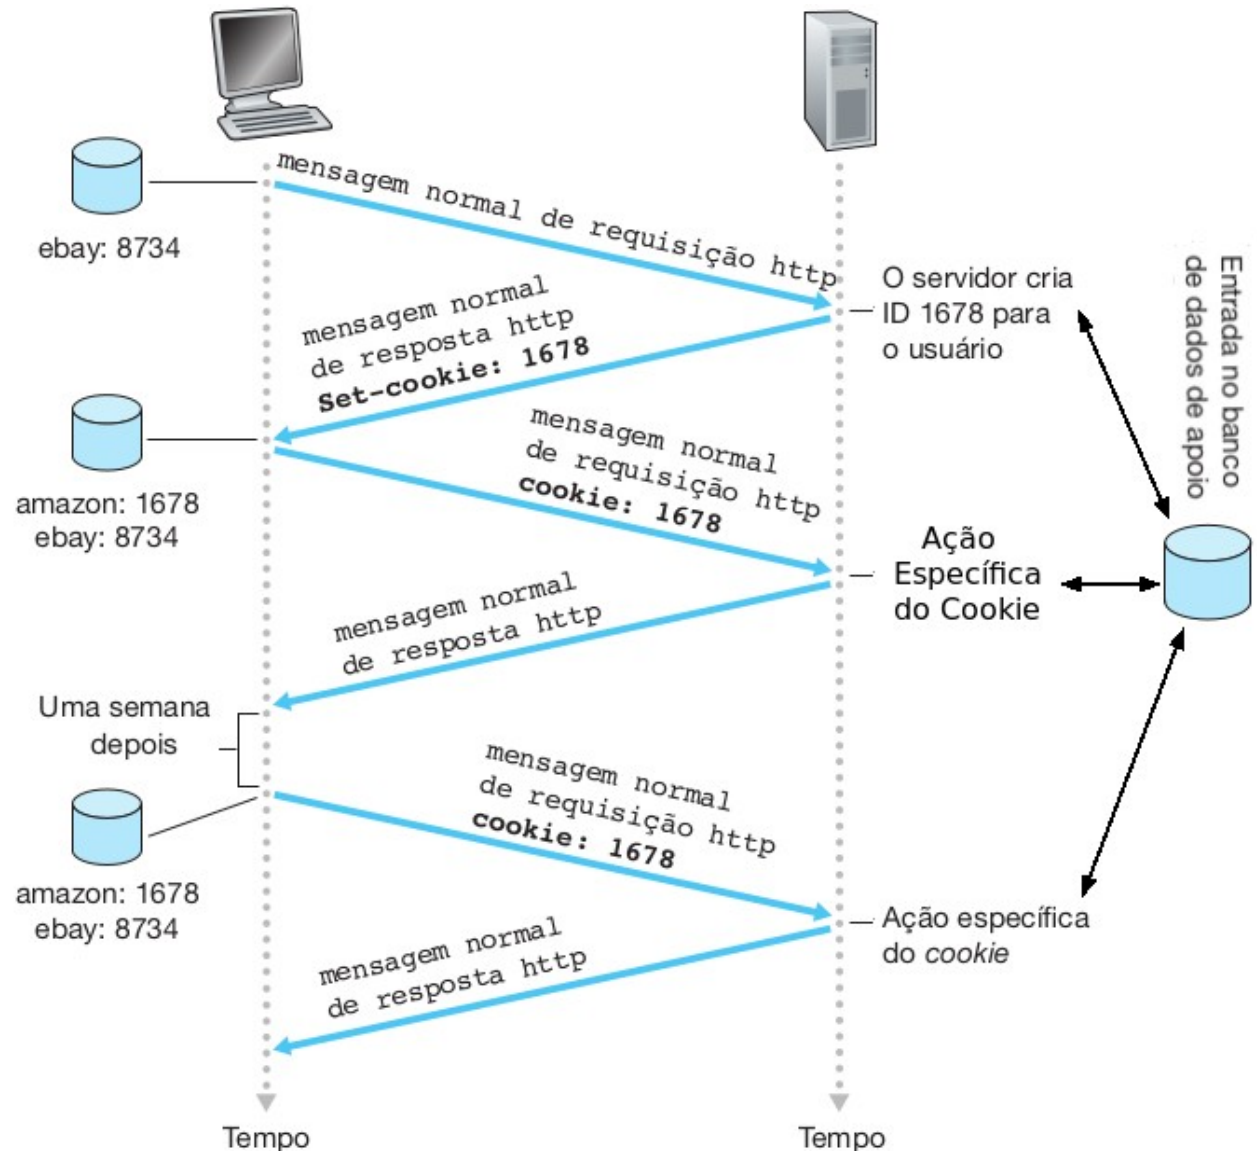 mensagem normal de requisição http
ebay: 8734
O servidor cria
ID 1678 para
o usuário
Entrada no banco
de dados de apoio
mensagem normal
de resposta http
Set-cookie: 1678
amazon: 1678
ebay: 8734
mensagem normal
de requisição http
cookie: 1678
Ação
Específica
do Cookie
mensagem normal
de resposta http
Uma semana
depois
mensagem normal
de requisição http
cookie: 1678
amazon: 1678
ebay: 8734
Ação específica
do cookie
mensagem normal
de resposta http
Tempo
Tempo